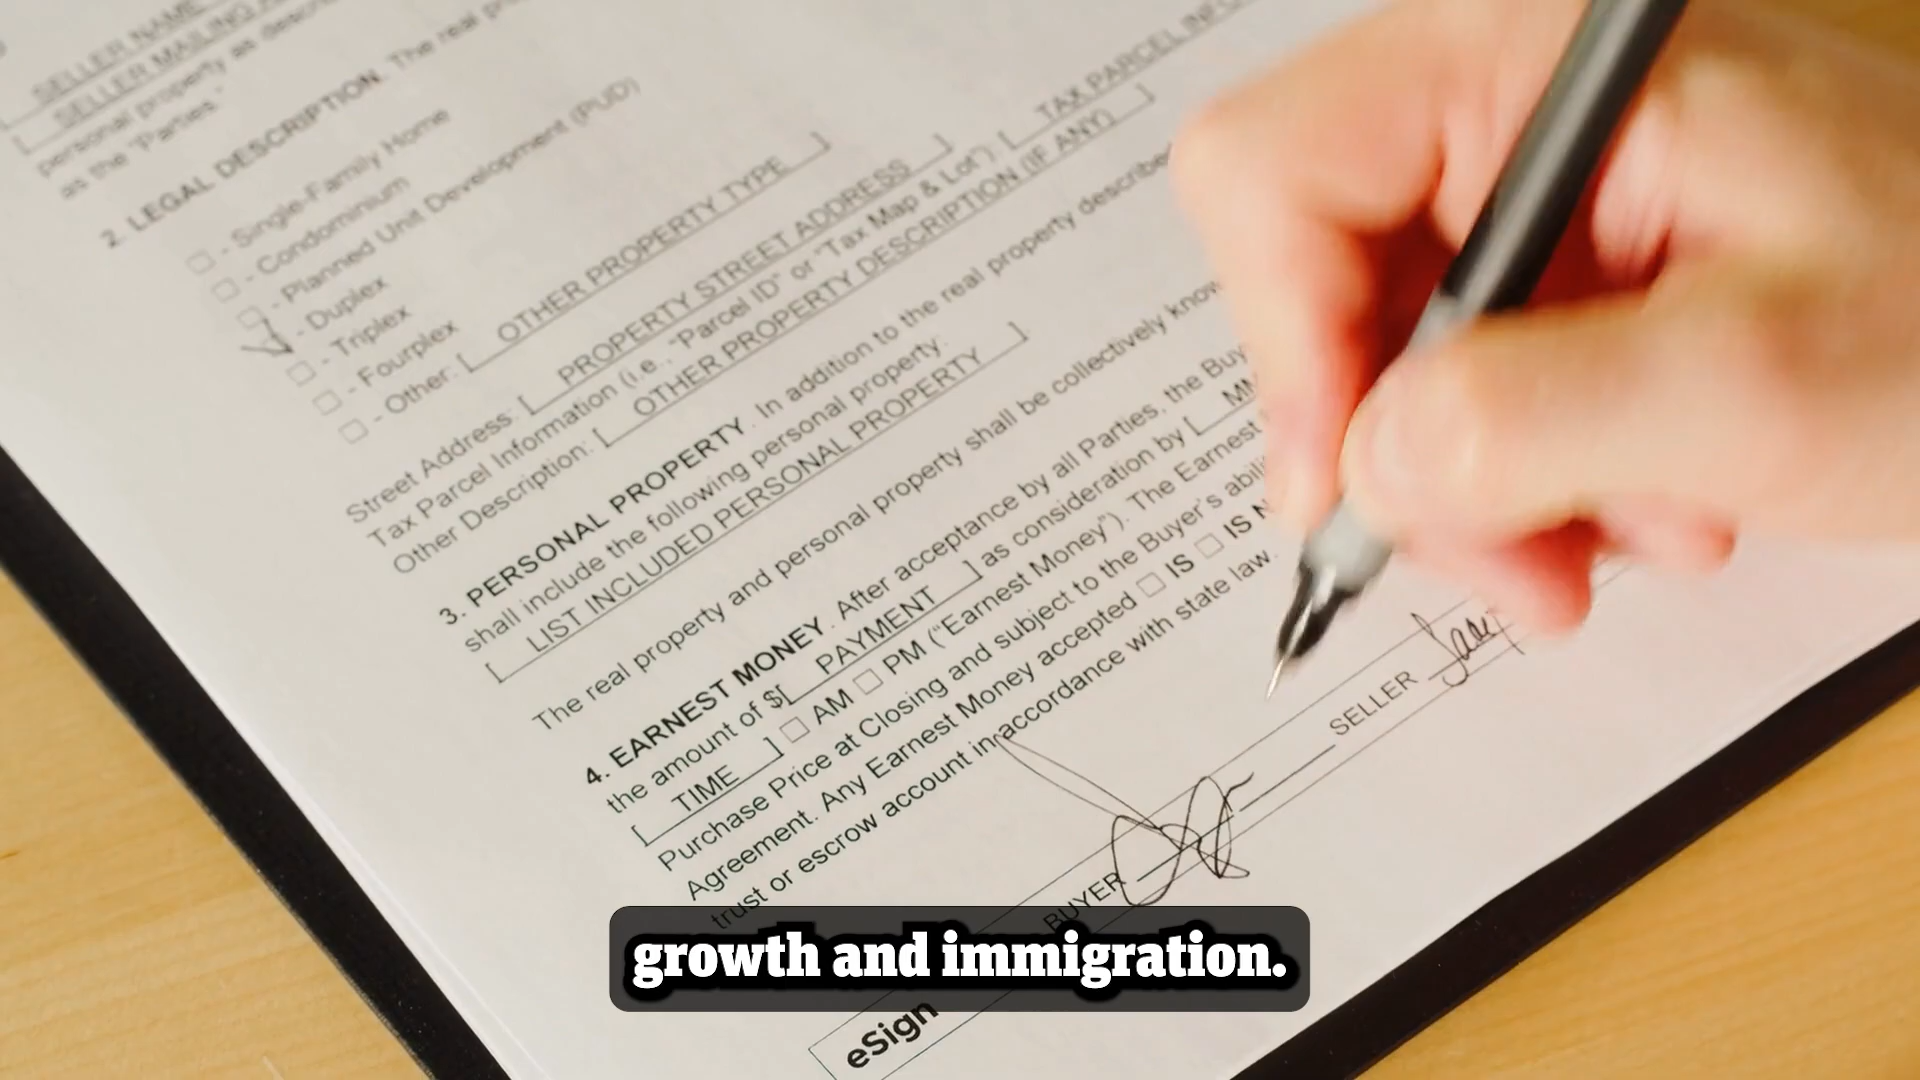 SELLER NAME
SELLER MAILING
personal property as
as the "Parties."
2. LEGAL DESCRIPTION. The real
☐ - Single-Family Home
☐ - Condominium
☐ - Planned Unit Development (PUD)
- Duplex
☐ - Triplex
☐ - Fourplex
☐ - Other: [ OTHER PROPERTY TYPE ]
Street Address: [ PROPERTY STREET ADDRESS ]
Tax Parcel Information (i.e., "Parcel ID" or "Tax Map & Lot"): [ TAX PARCEL
Other Description: [ OTHER PROPERTY DESCRIPTION (IF ANY) ]
3. PERSONAL PROPERTY. In addition to the real property
shall include the following personal property.
[ LIST INCLUDED PERSONAL PROPERTY ]
The real property and personal property shall be collectively
4. EARNEST MONEY. After acceptance by all Parties, the
the amount of $[ PAYMENT ] as consideration by [
[ TIME ] ☐ AM ☐ PM ("Earnest Money"). The Earnest
Purchase Price at Closing and subject to the Buyer's
Agreement. Any Earnest Money accepted ☐ IS ☐ IS
trust or escrow account in accordance with state law.
BUYER SELLER
eSign
growth and immigration.